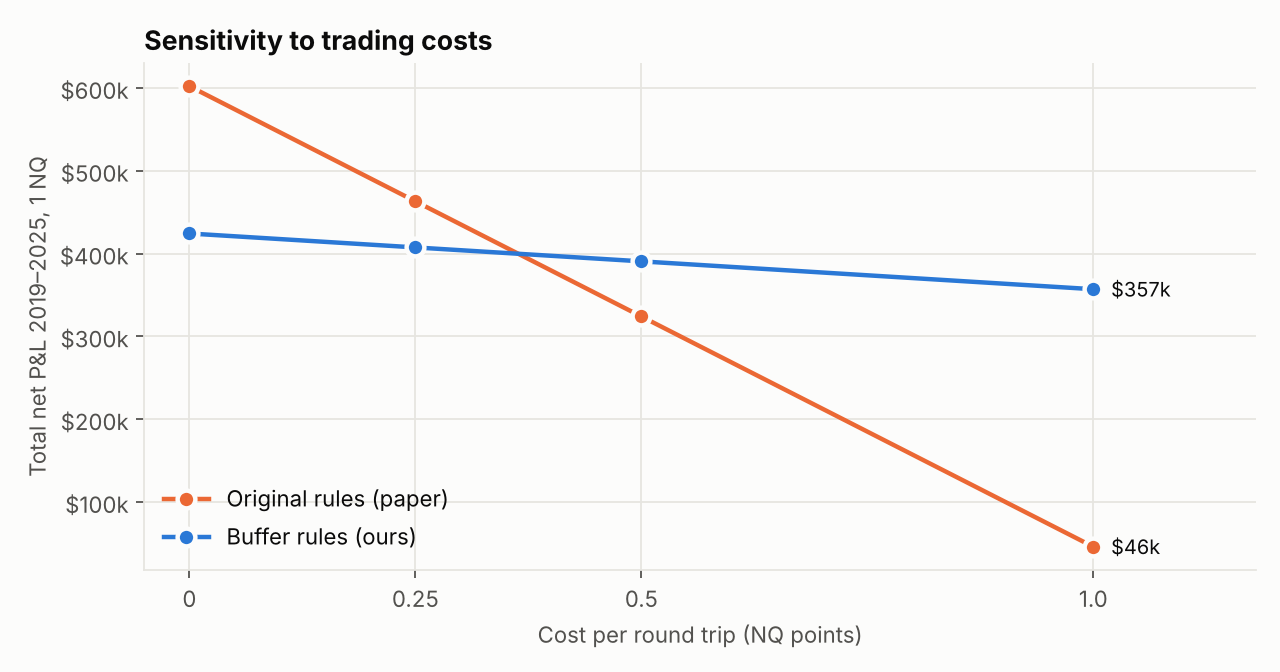 Sensitivity to trading costs
$600k
$500k
$400k
$300k
$200k
$100k
Total net P&L 2019–2025, 1 NQ
$357k
$46k
Original rules (paper)
Buffer rules (ours)
0
0.25
0.5
1.0
Cost per round trip (NQ points)